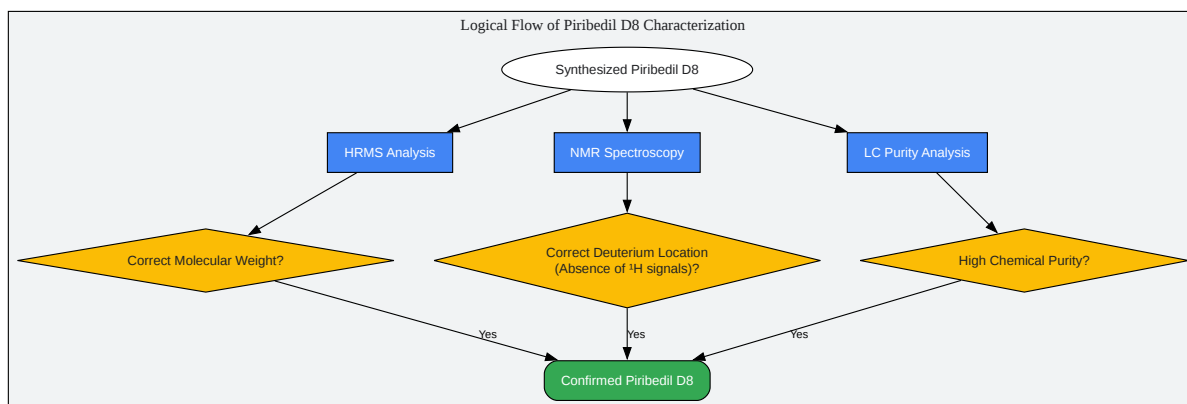 Logical Flow of Piribedil D8 Characterization
Synthesized Piribedil D8
HRMS Analysis
NMR Spectroscopy
LC Purity Analysis
Correct Molecular Weight?
Correct Deuterium Location
(Absence of ¹H signals)?
High Chemical Purity?
Yes
Yes
Yes
Confirmed Piribedil D8